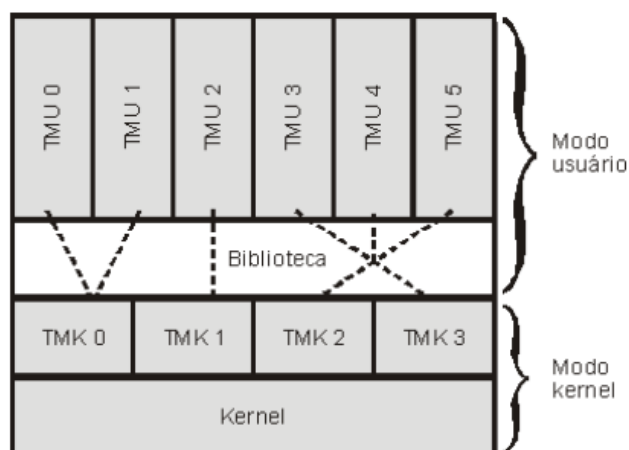 TMU 0
TMU 1
TMU 2
TMU 3
TMU 4
TMU 5
Modo
usuário
Biblioteca
TMK 0
TMK 1
TMK 2
TMK 3
Modo
kernel
Kernel